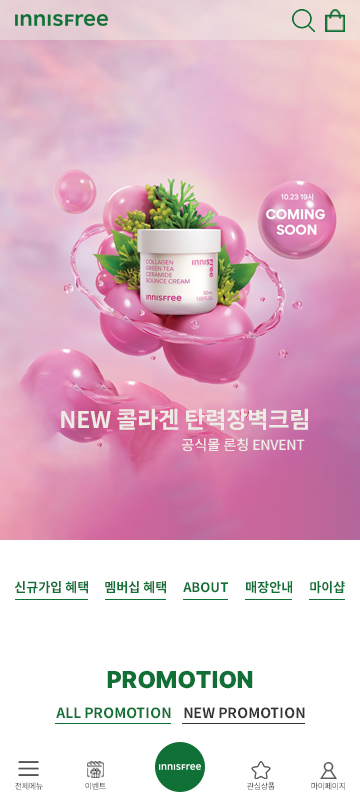 innisfree
10.23 19시
COMING
SOON
COLLAGEN
GREEN TEA
CERAMIDE
BOUNCE CREAM
innisfree
NEW 콜라겐 탄력장벽크림
공식몰 론칭 ENVENT
신규가입 혜택 멤버십 혜택 ABOUT 매장안내 마이샵
PROMOTION
ALL PROMOTION NEW PROMOTION
innisfree
전체메뉴 이벤트 관심상품 마이페이지